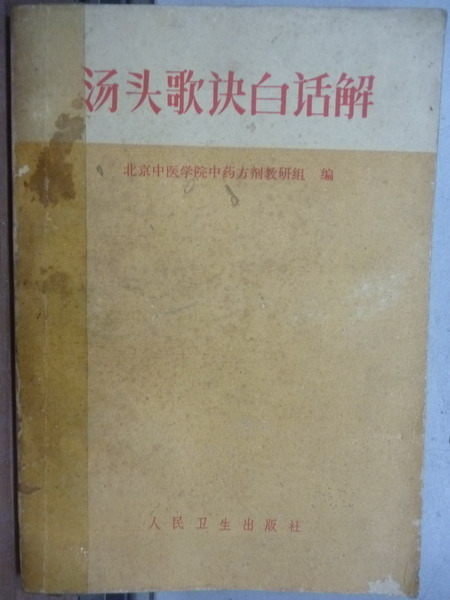 汤头歌诀白话解
北京中医学院中药方剂教研组 编
人民卫生出版社